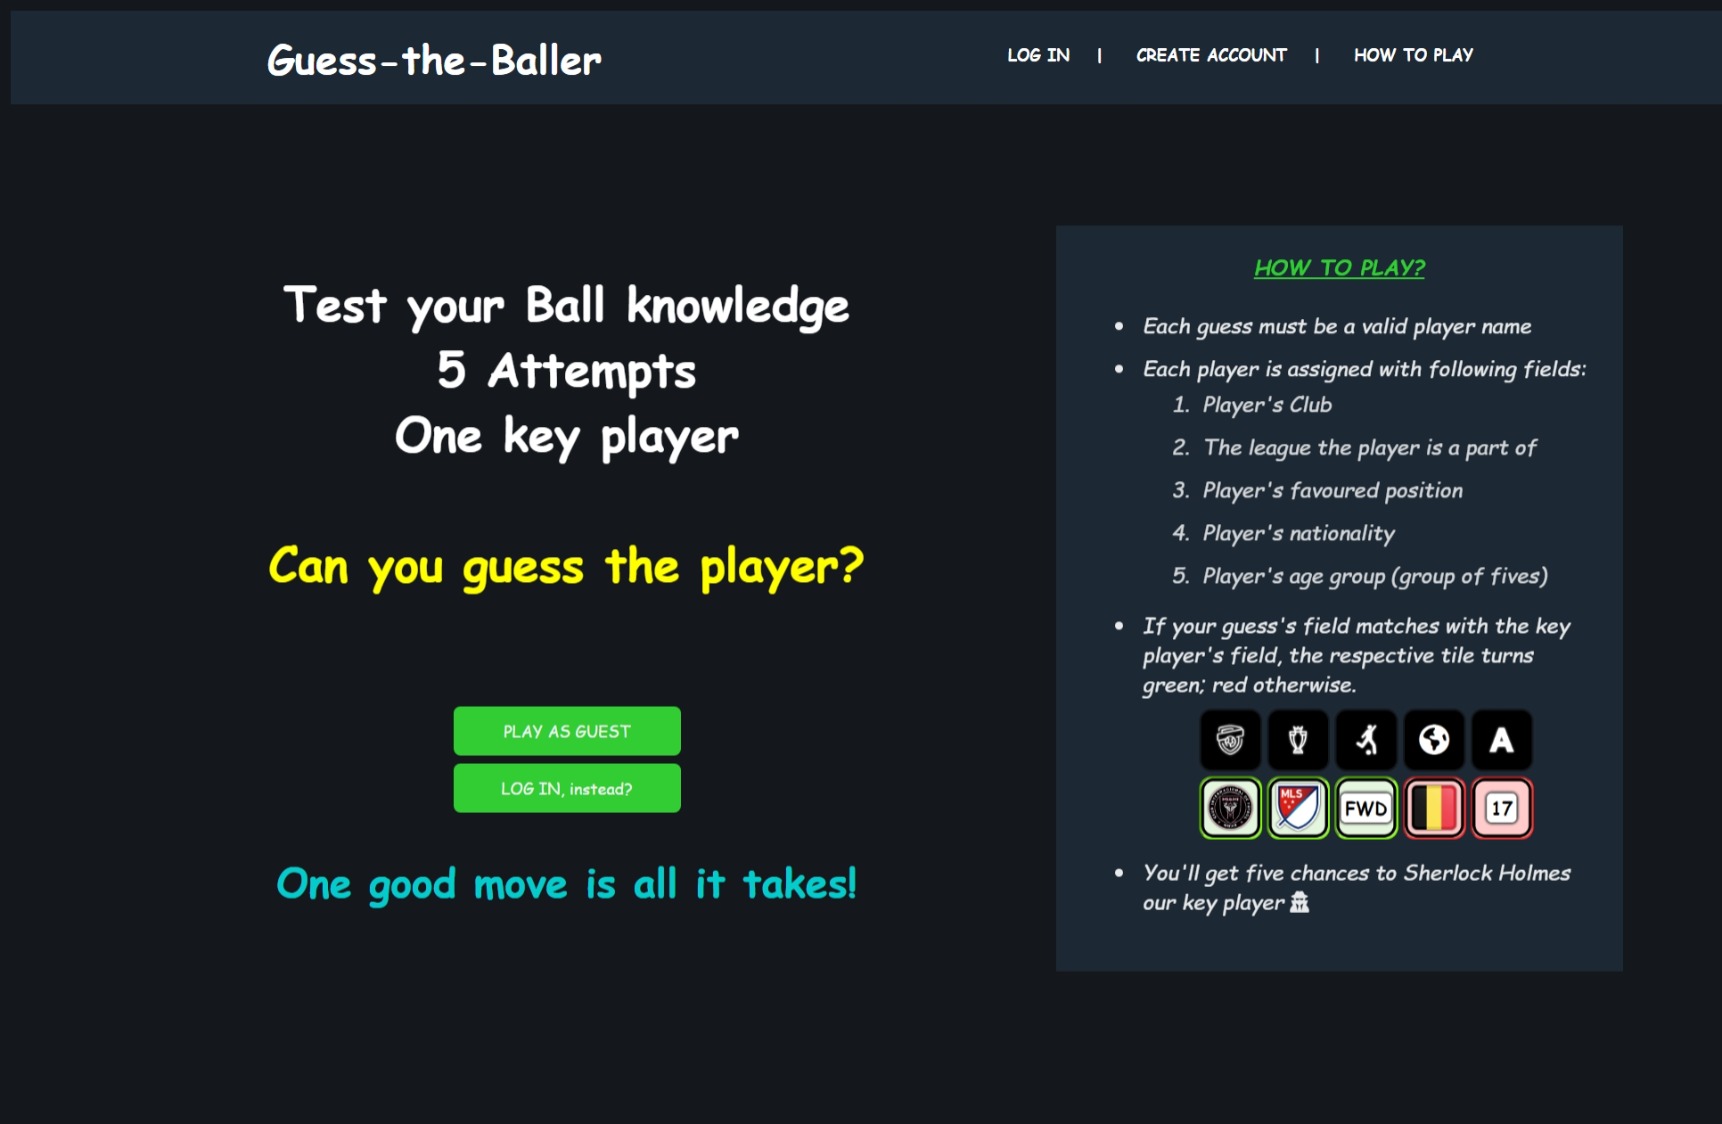 Guess-the-Baller
LOG IN | CREATE ACCOUNT | HOW TO PLAY
Test your Ball knowledge
5 Attempts
One key player
Can you guess the player?
PLAY AS GUEST
LOG IN, instead?
One good move is all it takes!
HOW TO PLAY?
• Each guess must be a valid player name
• Each player is assigned with following fields:
1. Player's Club
2. The league the player is a part of
3. Player's favoured position
4. Player's nationality
5. Player's age group (group of fives)
• If your guess's field matches with the key
player's field, the respective tile turns
green; red otherwise.
A
MLS FWD 17
• You'll get five chances to Sherlock Holmes
our key player